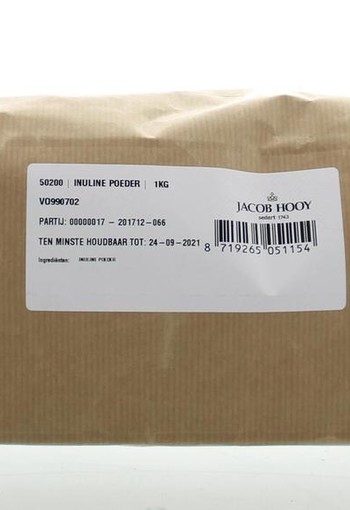 50200 | INULINE POEDER | 1KG
VO990702
JACOB HOOY
sedert 1743
PARTIJ: 00000017 - 201712-066
TEN MINSTE HOUDBAAR TOT: 24-09-2021
8 719265 051154
Ingrediënten: INULINE POEDER